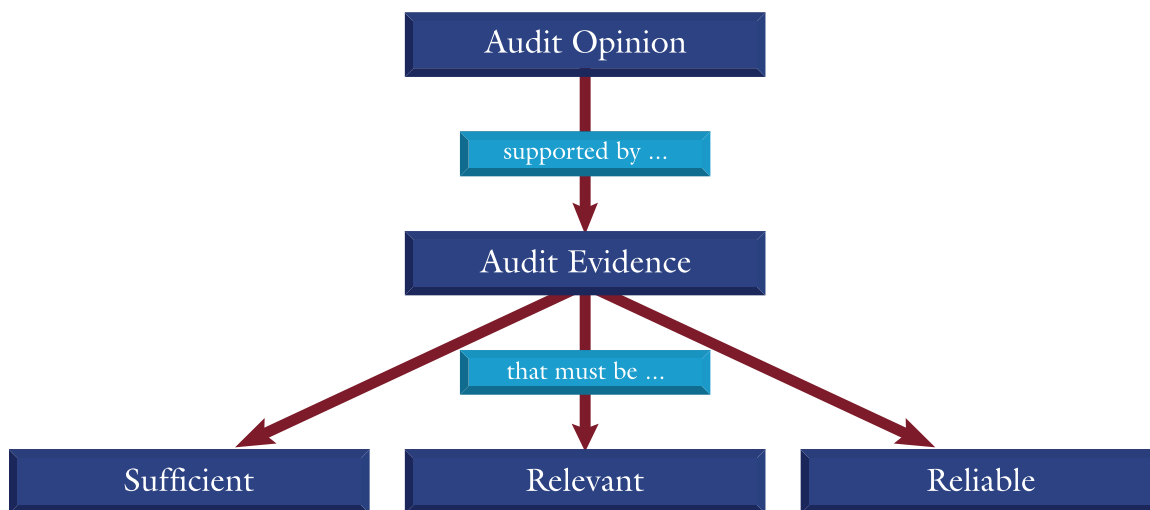 Audit Opinion
supported by ...
Audit Evidence
that must be ...
Sufficient
Relevant
Reliable